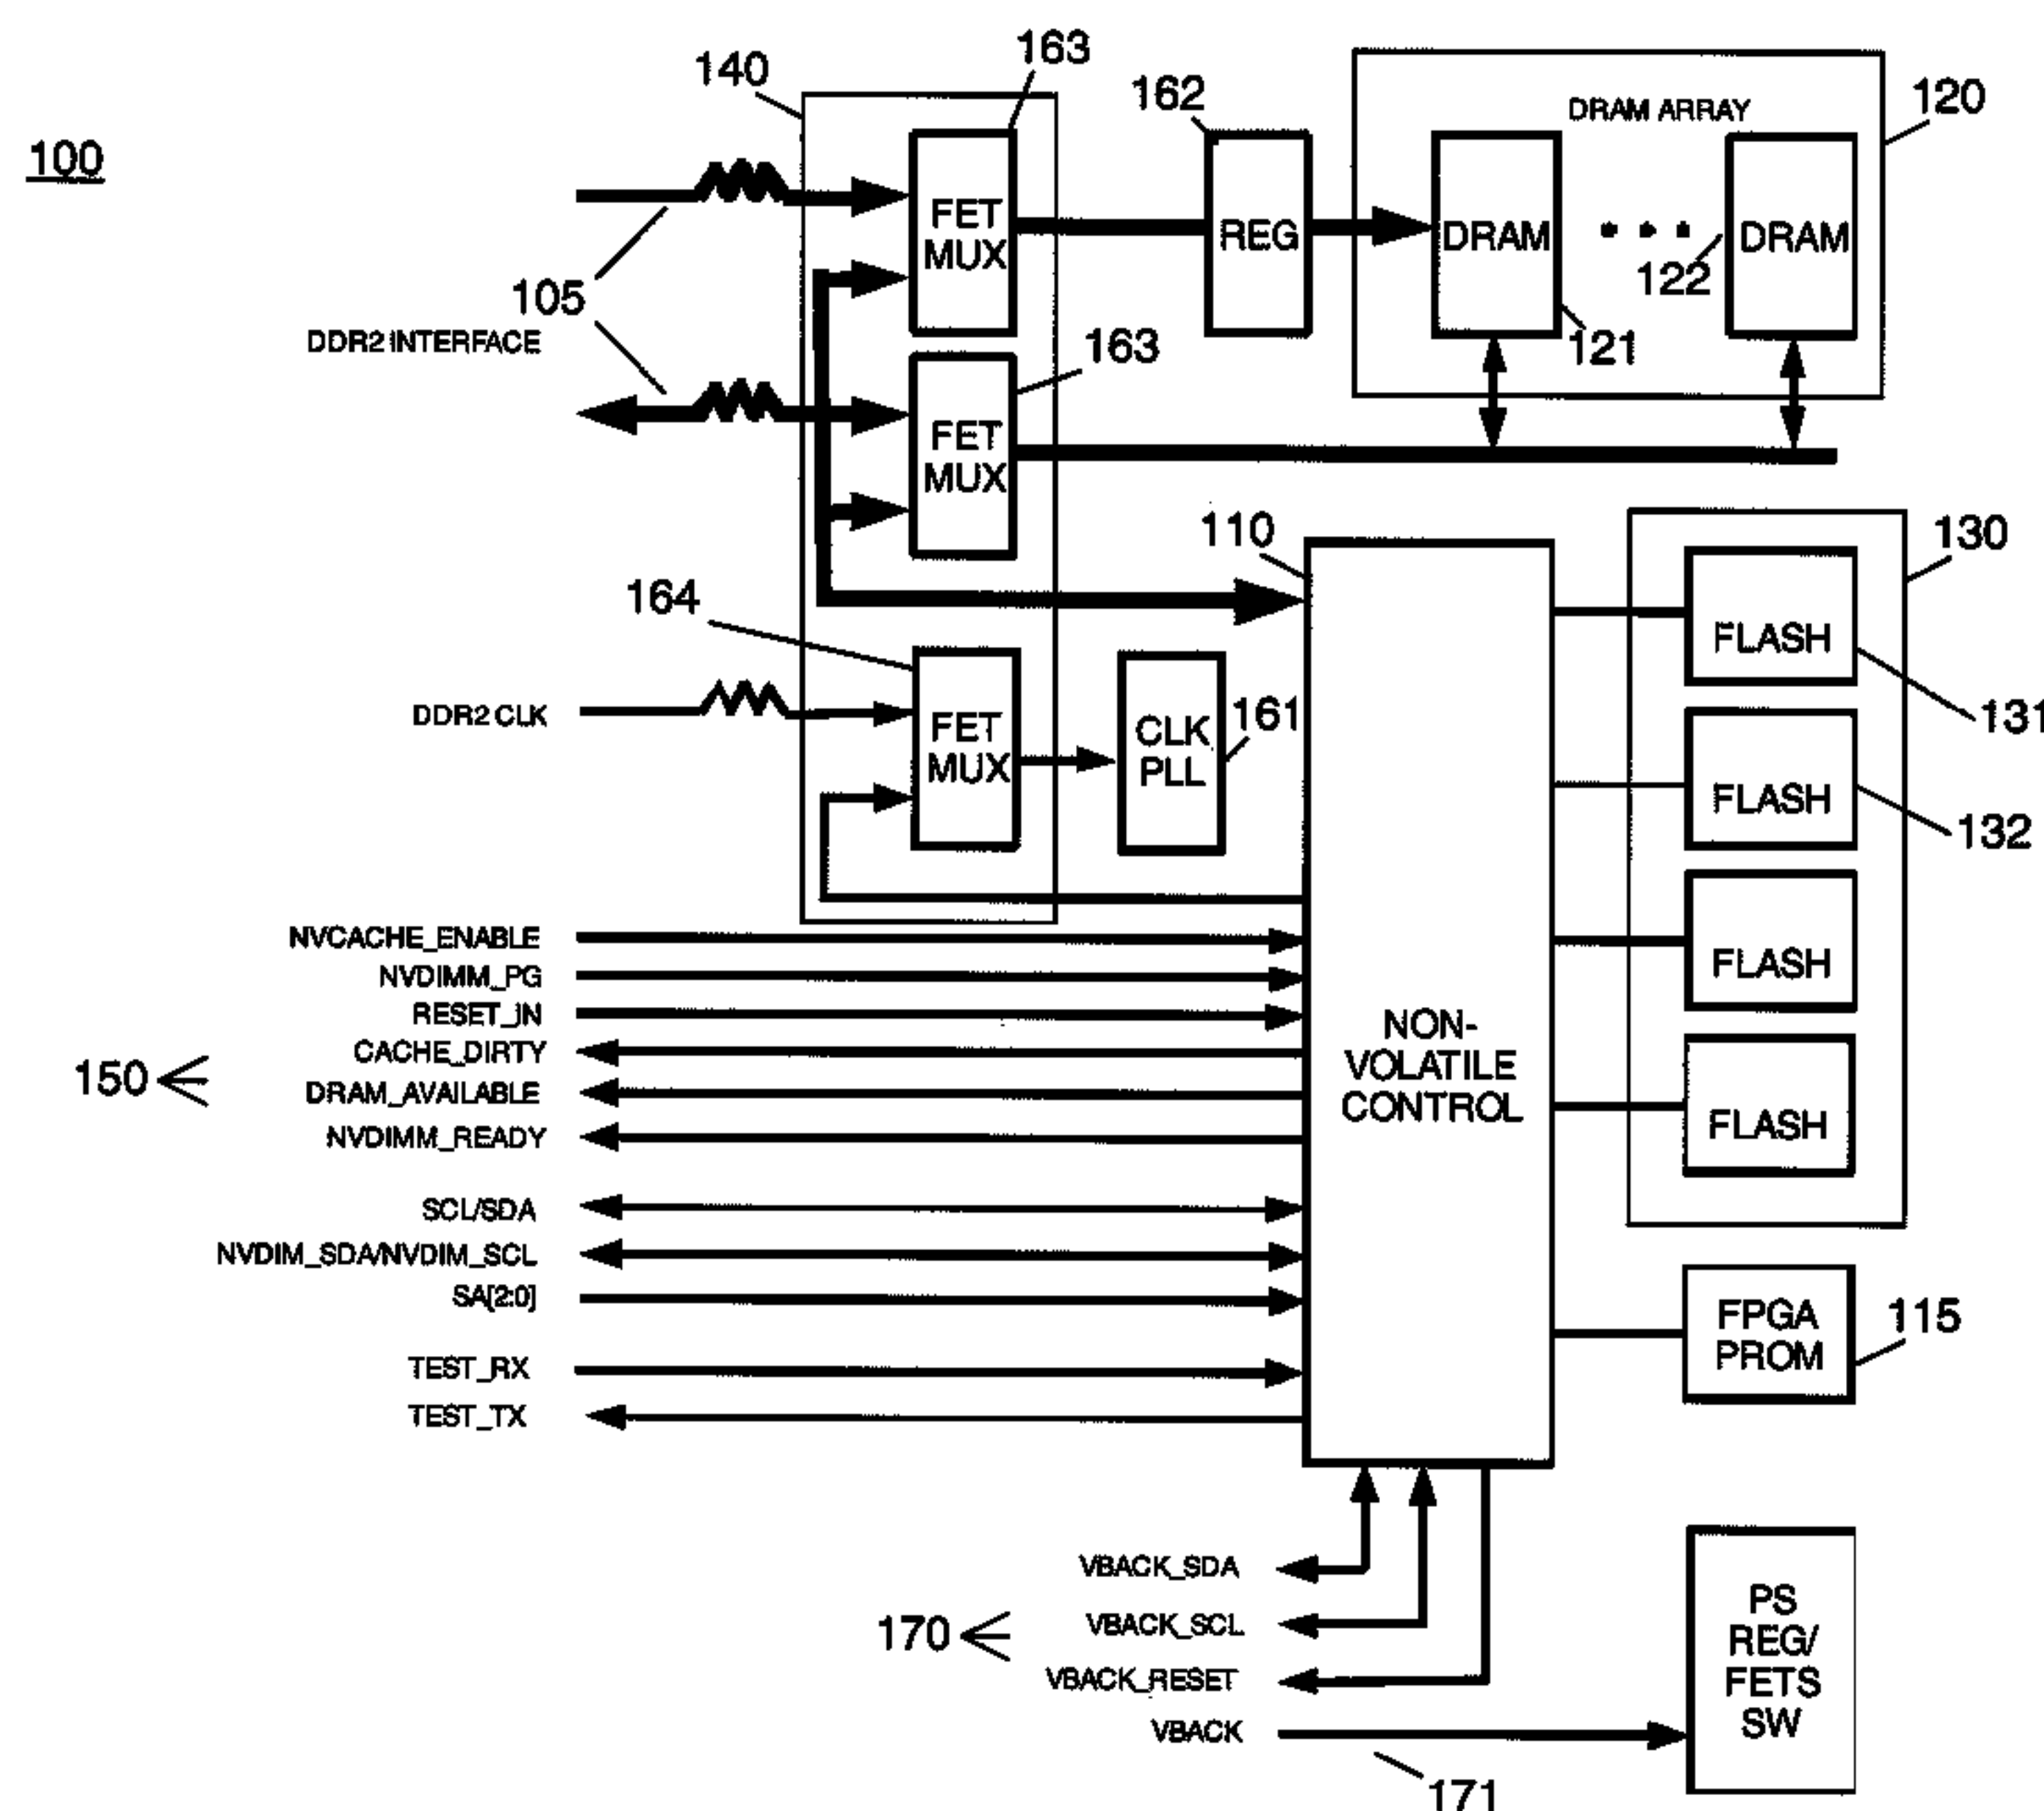 100
140
163
162
DRAM ARRAY
120
FET
MUX
REG
DRAM
122
DRAM
121
105
DDR2 INTERFACE
163
FET
MUX
110
130
164
FLASH
131
DDR2 CLK
FET
MUX
CLK
PLL
161
FLASH
132
FLASH
FLASH
NVCACHE_ENABLE
NVDIMM_PG
RESET_IN
CACHE_DIRTY
DRAM_AVAILABLE
NVDIMM_READY
150
SCL/SDA
NVDIM_SDA/NVDIM_SCL
SA[2:0]
TEST_RX
TEST_TX
NON-
VOLATILE
CONTROL
FPGA
PROM
115
VBACK_SDA
VBACK_SCL
VBACK_RESET
VBACK
170
171
PS
REG/
FETS
SW